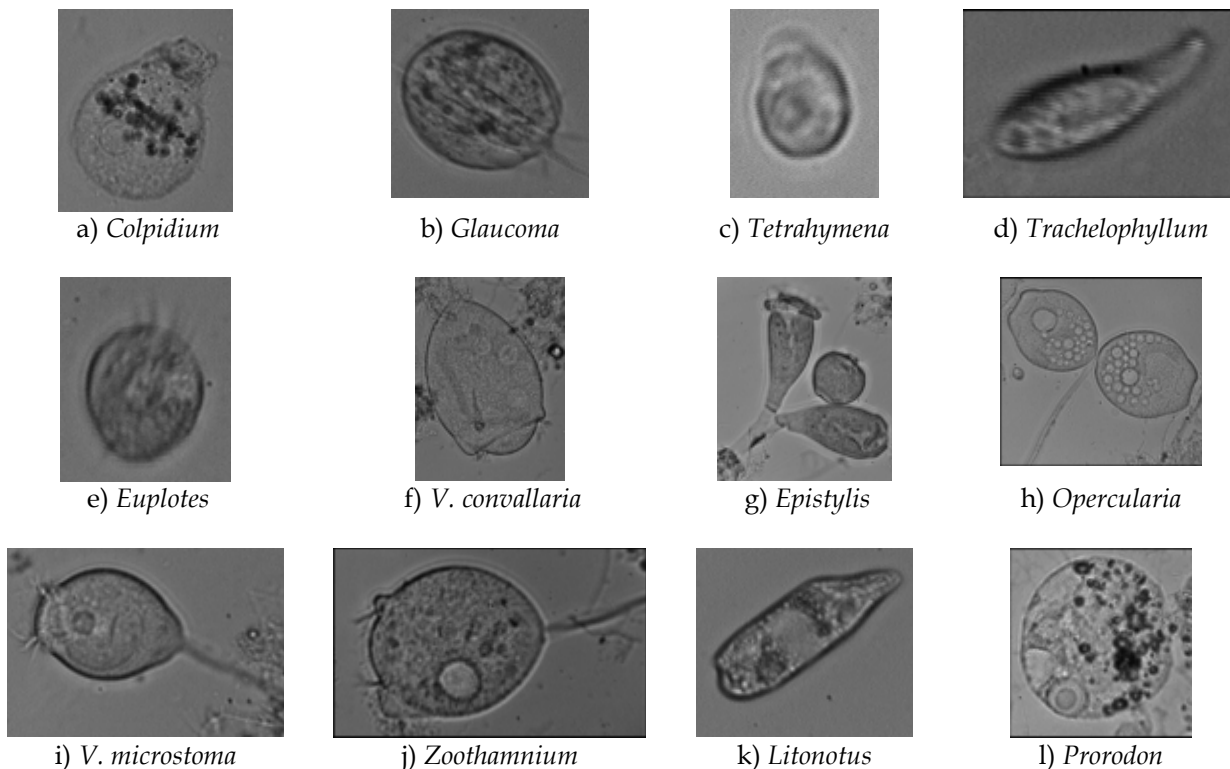 a) Colpidium
b) Glaucoma
c) Tetrahymena
d) Trachelophyllum
e) Euplotes
f) V. convallaria
g) Epistylis
h) Opercularia
i) V. microstoma
j) Zoothamnium
k) Litonotus
l) Prorodon